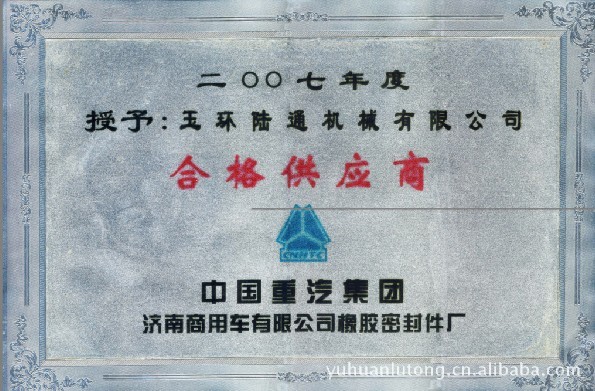 二〇〇七年度
授予:玉环陆通机械有限公司
合格供应商
CNHTC
中国重汽集团
济南商用车有限公司橡胶密封件厂
yuhuanlutong.cn.alibaba.com